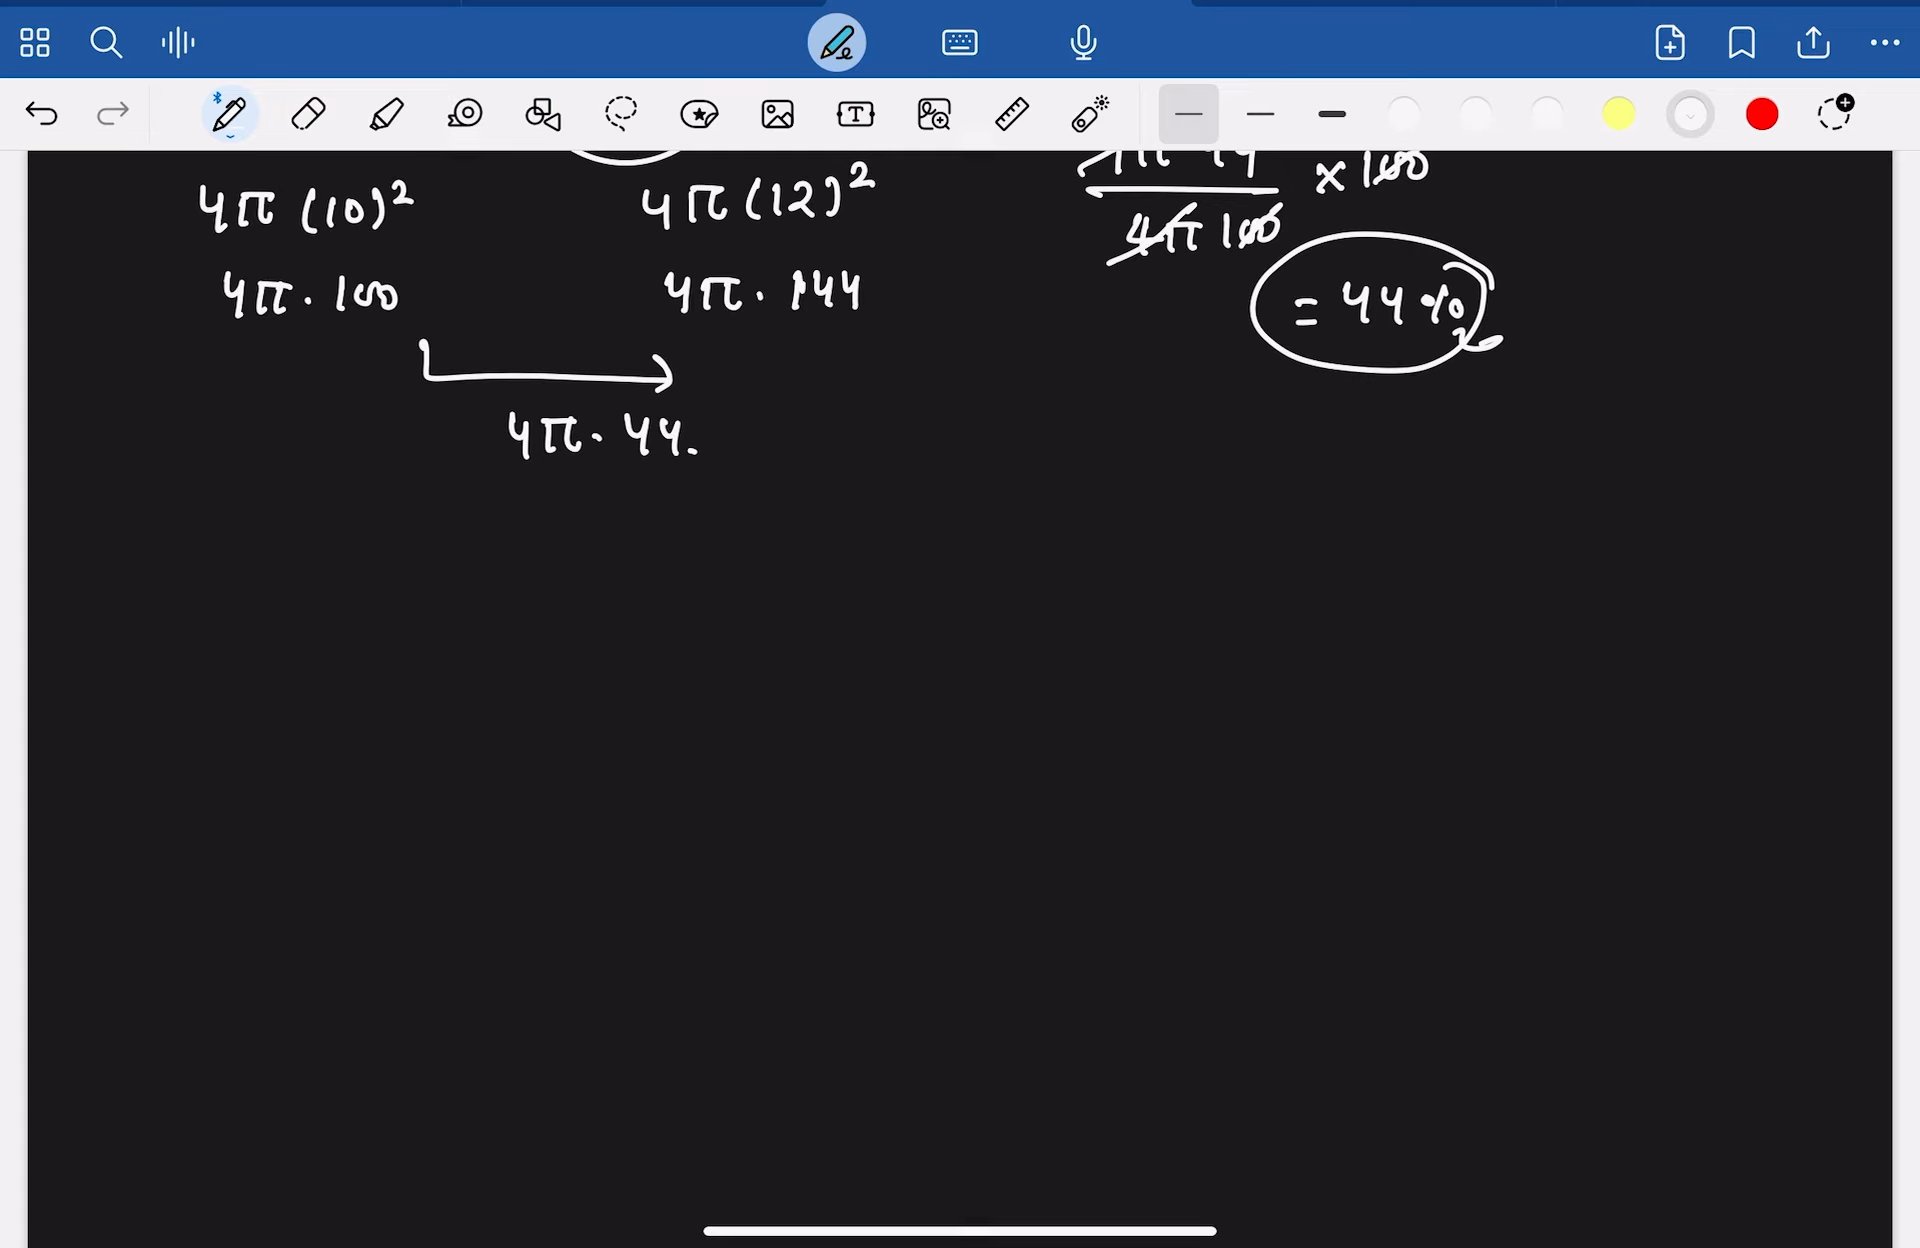 4π (10)²
4π (12)²
× 100
4π 100
4π · 100
4π · 144
= 44 %
4π · 44.